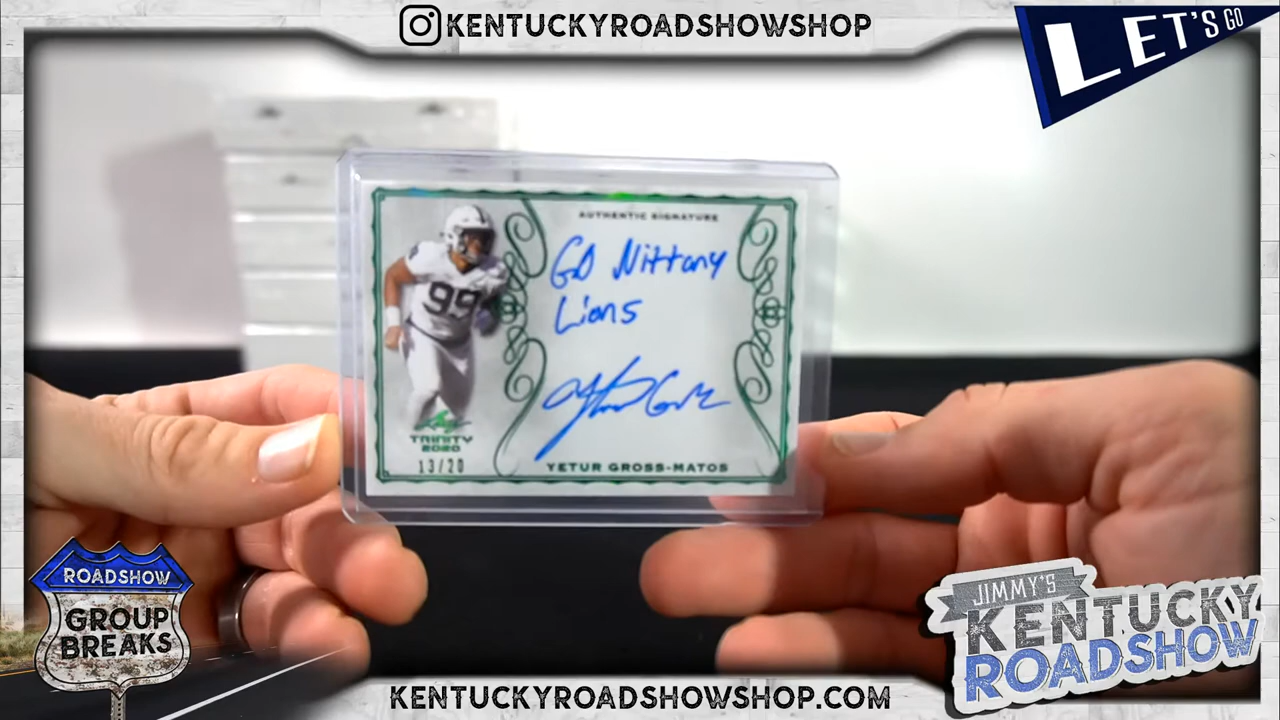 KENTUCKYROADSHOWSHOP
LET'S GO
AUTHENTIC SIGNATURE
GO Nittany
Lions
99
Leaf
TRINITY
2020
13/20
YETUR GROSS-MATOS
ROADSHOW
GROUP
BREAKS
JIMMY'S
KENTUCKY
ROADSHOW
KENTUCKYROADSHOWSHOP.COM